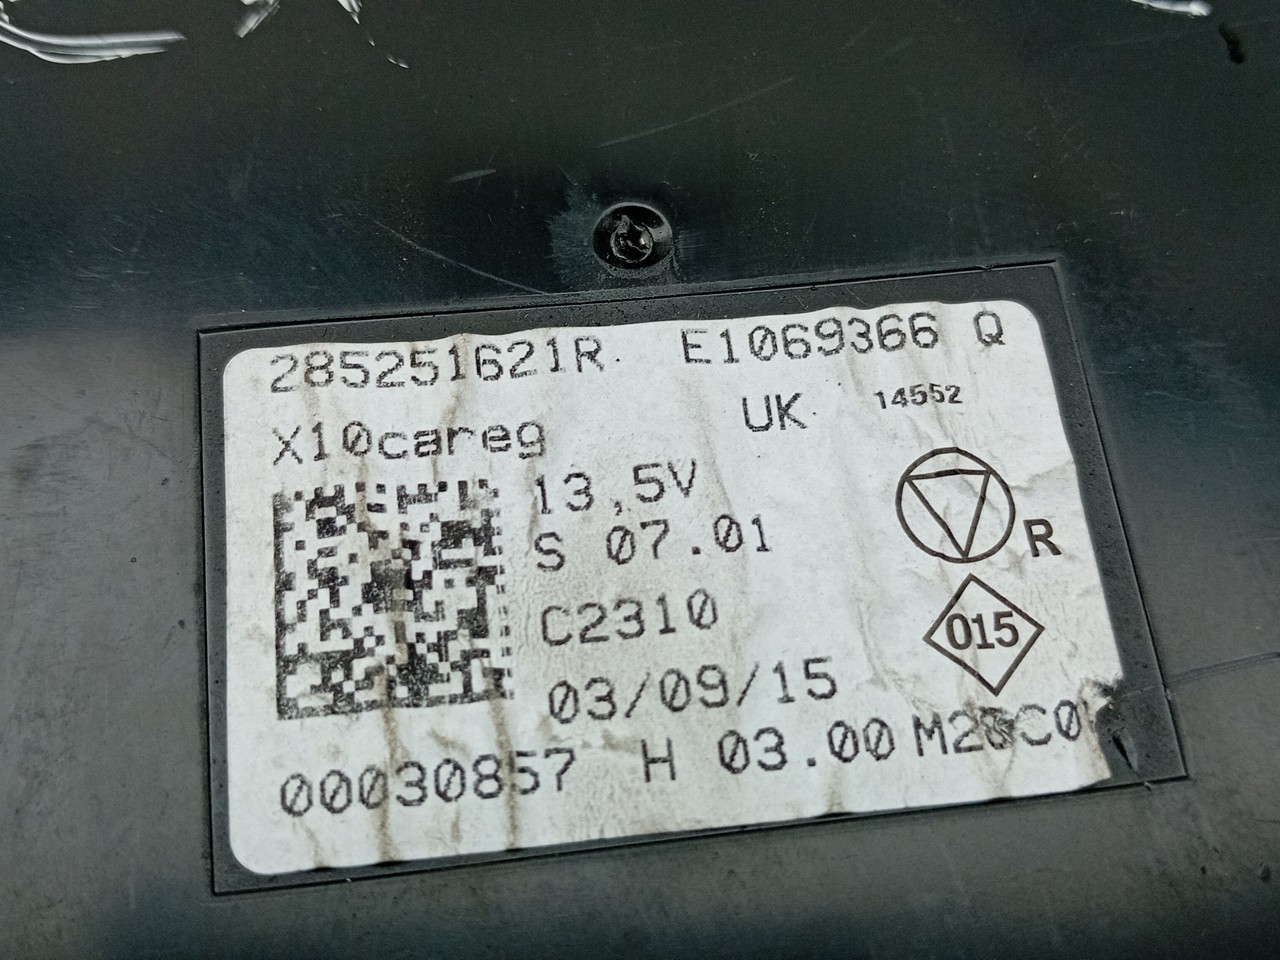 285251621R E1069366 Q
X10careg UK 14552
13,5V
S 07.01
R
C2310
015
03/09/15
00030857 H 03.00